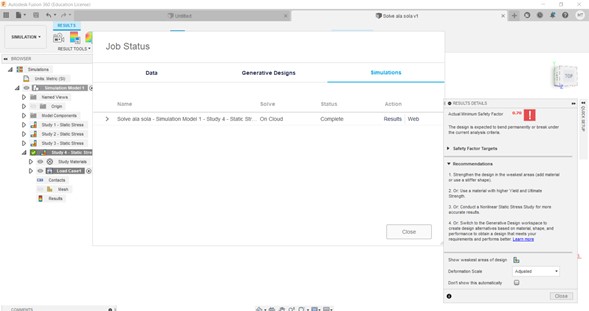 Autodesk Fusion 360 (Education License)
Untitled
Solve ala sola v1
RESULTS
SIMULATION
RESULT TOOLS
BROWSER
Simulations
Units: Metric (SI)
Simulation Model 1
Named Views
Origin
Model Components
Study 1 - Static Stress
Study 2 - Static Stress
Study 3 - Static Stress
Study 4 - Static Stres
Study Materials
Load Case1
Contacts
Mesh
Results
COMMENTS
Job Status
Data
Generative Designs
Simulations
Name
Solve
Status
Action
Solve ala sola - Simulation Model 1 - Study 4 - Static Str...
On Cloud
Complete
Results
Web
Close
TOP
QUICK SETUP
RESULTS DETAILS
Actual Minimum Safety Factor
The design is expected to bend permanently or break under
the current analysis criteria.
Safety Factor Targets
Recommendations
1. Strengthen the design in the weakest areas (add material
or use a stiffer shape).
2. Or: Use a material with higher Yield and Ultimate
Strength.
3. Or: Conduct a Nonlinear Static Stress Study for more
accurate results.
4. Or: Switch to the Generative Design workspace to
create design alternatives based on material, shape, and
performance to obtain a design that meets your
requirements and performs better. Learn more
Show weakest areas of design
Deformation Scale
Adjusted
Don't show this automatically
Close